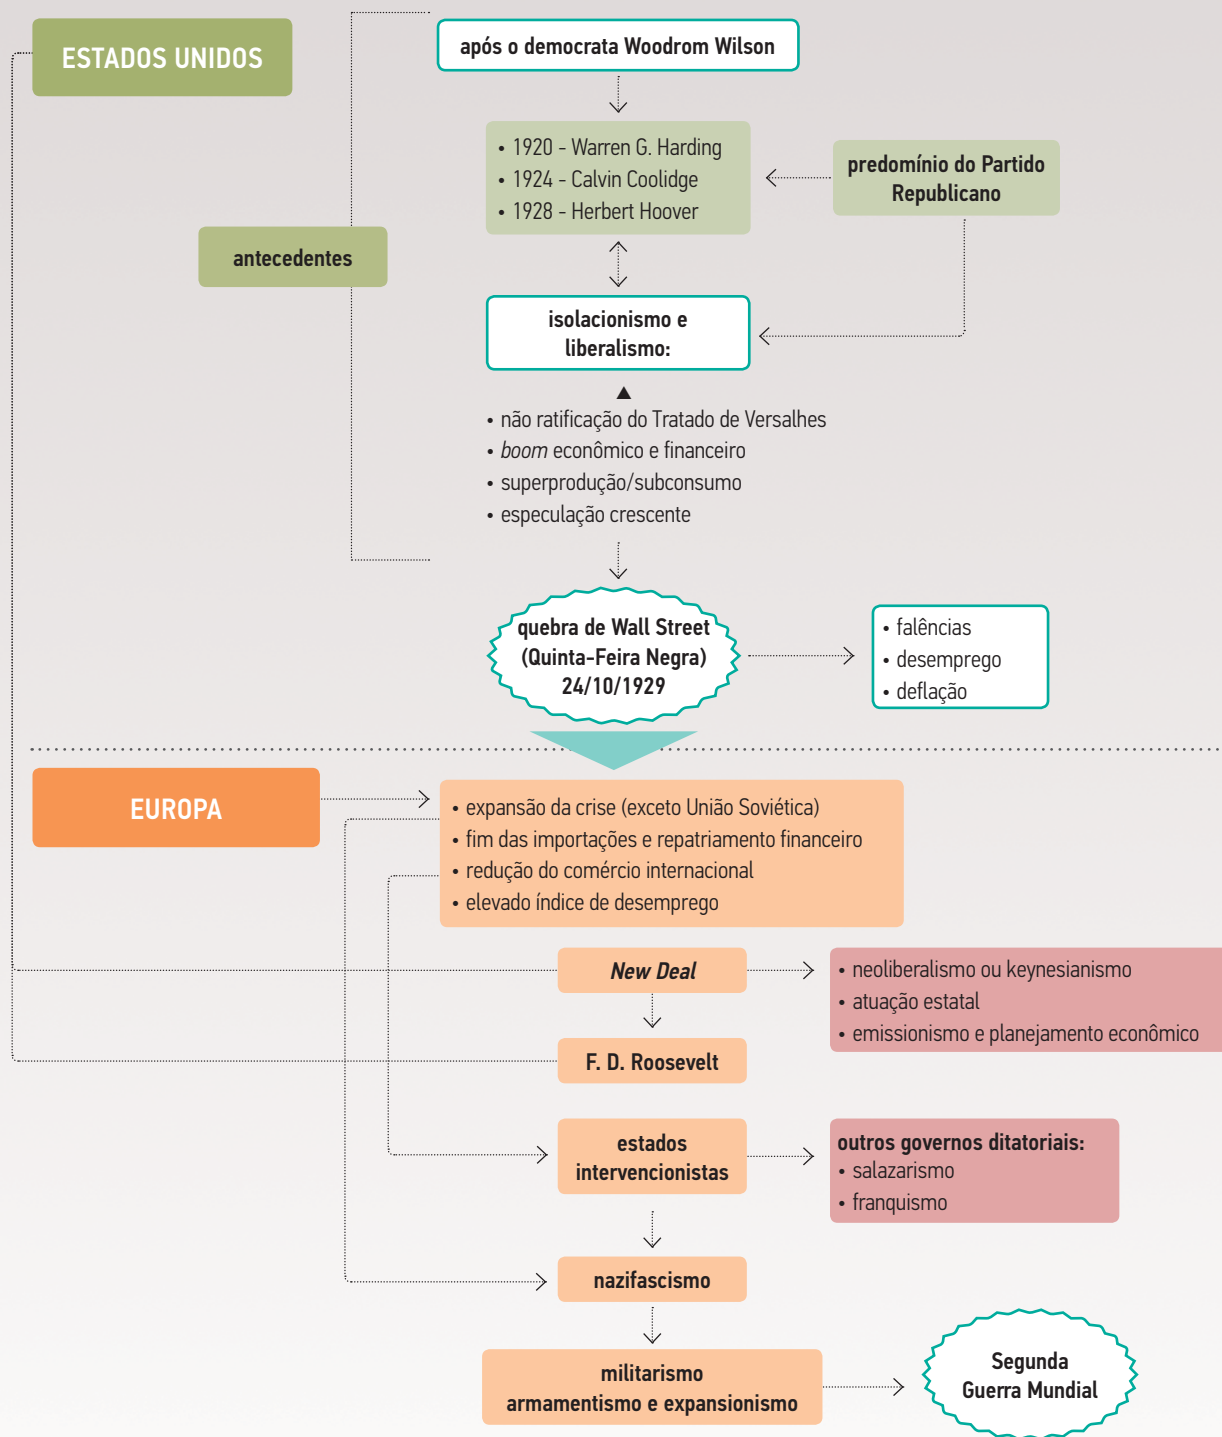 ESTADOS UNIDOS
após o democrata Woodrom Wilson
• 1920 - Warren G. Harding
• 1924 - Calvin Coolidge
• 1928 - Herbert Hoover
predomínio do Partido
Republicano
antecedentes
isolacionismo e
liberalismo:
• não ratificação do Tratado de Versalhes
• boom econômico e financeiro
• superprodução/subconsumo
• especulação crescente
quebra de Wall Street
(Quinta-Feira Negra)
24/10/1929
• falências
• desemprego
• deflação
EUROPA
• expansão da crise (exceto União Soviética)
• fim das importações e repatriamento financeiro
• redução do comércio internacional
• elevado índice de desemprego
New Deal
• neoliberalismo ou keynesianismo
• atuação estatal
• emissionismo e planejamento econômico
F. D. Roosevelt
estados
intervencionistas
outros governos ditatoriais:
• salazarismo
• franquismo
nazifascismo
militarismo
armamentismo e expansionismo
Segunda
Guerra Mundial